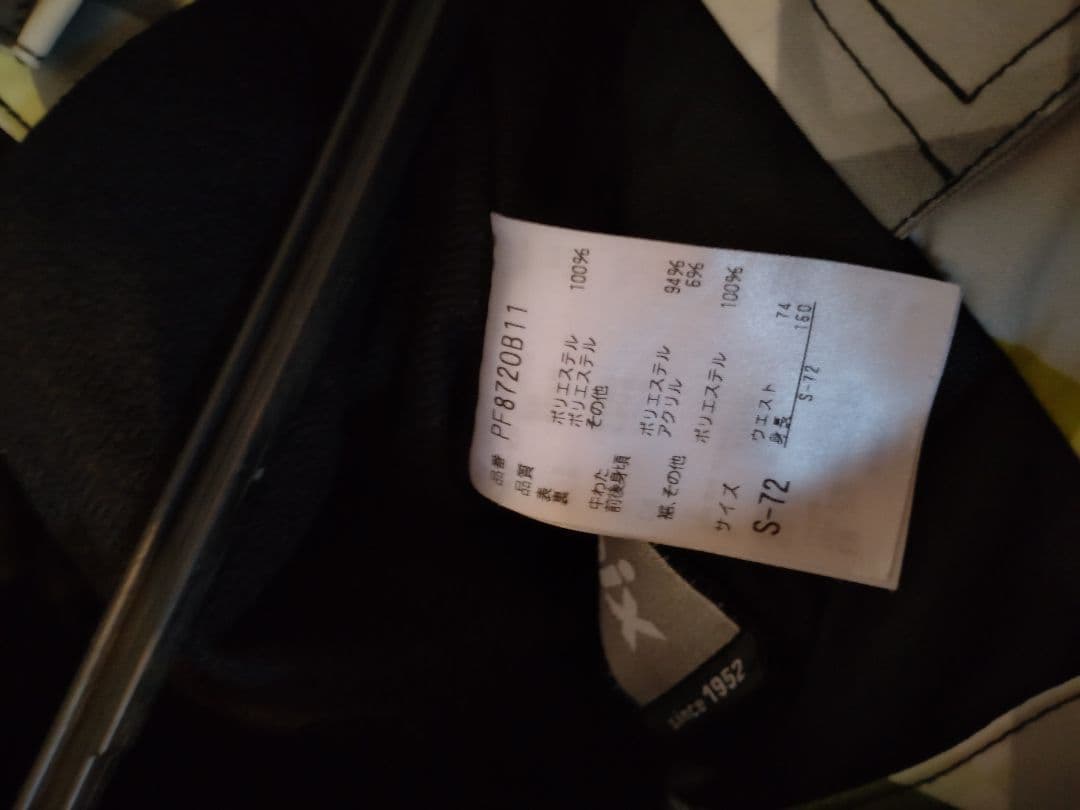 品番 PF8720B11
品質
表 ポリエステル
裏 ポリエステル 100%
その他
中わた
前後身頃 ポリエステル 94%
アクリル 6%
裾、その他 ポリエステル 100%
サイズ
S-72 ウエスト 74
身長 160
S-72
since 1952